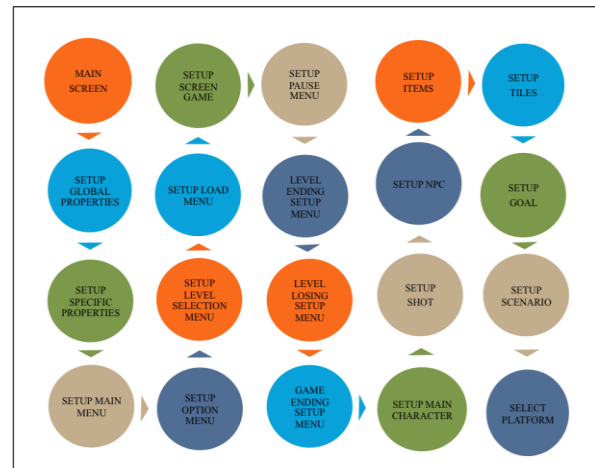 MAIN
SCREEN
SETUP
GLOBAL
PROPERTIES
SETUP
SPECIFIC
PROPERTIES
SETUP MAIN
MENU
SETUP
OPTION
MENU
SETUP
LEVEL
SELECTION
MENU
SETUP LOAD
MENU
SETUP
SCREEN
GAME
SETUP
PAUSE
MENU
LEVEL
ENDING
SETUP
MENU
LEVEL
LOSING
SETUP
MENU
GAME
ENDING
SETUP
MENU
SETUP MAIN
CHARACTER
SETUP
SHOT
SETUP NPC
SETUP
ITEMS
SETUP
TILES
SETUP
GOAL
SETUP
SCENARIO
SELECT
PLATFORM